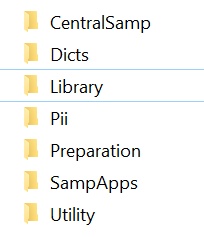 CentralSamp
Dicts
Library
Pii
Preparation
SampApps
Utility